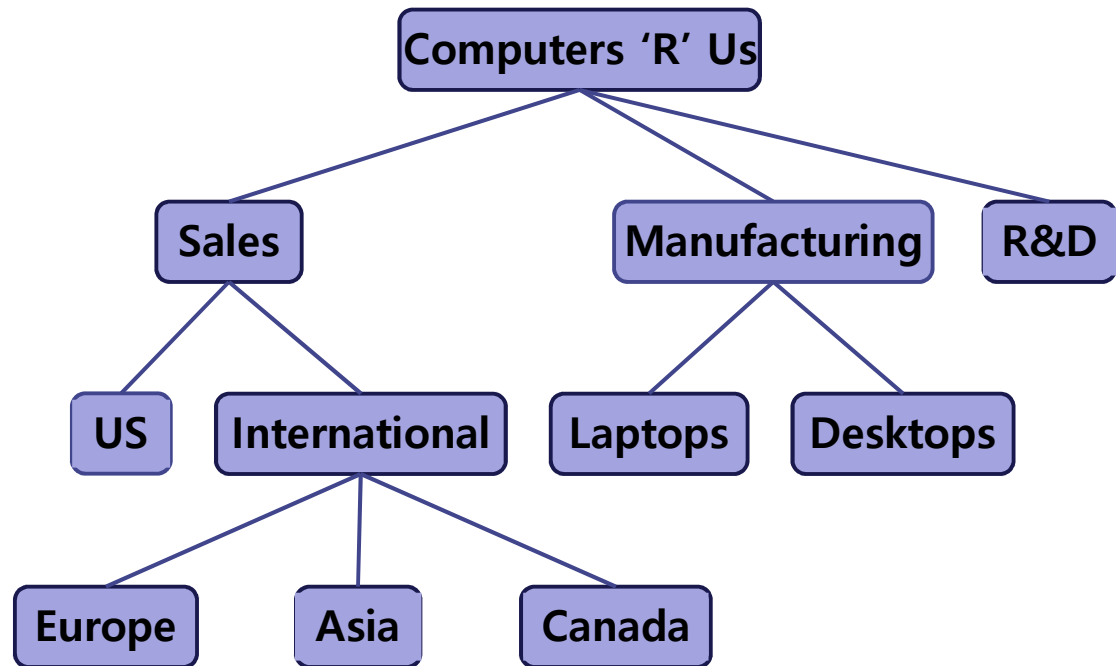 Computers ‘R’ Us
Sales
Manufacturing
R&D
US
International
Laptops
Desktops
Europe
Asia
Canada